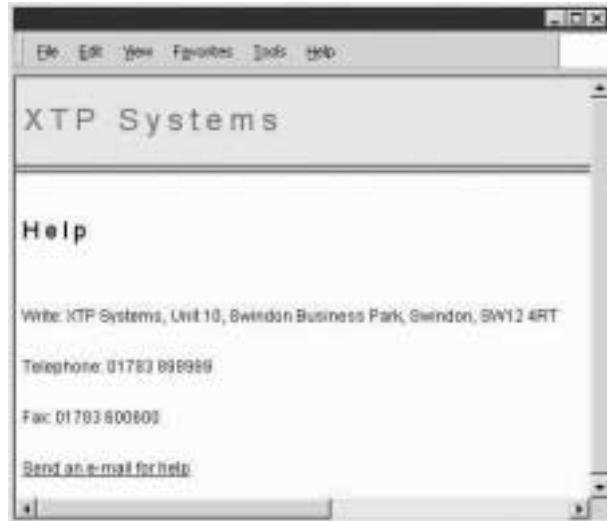 File Edit View Favorites Tools Help
XTP Systems
Help
Write: XTP Systems, Unit 10, Swindon Business Park, Swindon, SW12 4RT
Telephone: 01783 898989
Fax: 01783 600600
Send an e-mail for help